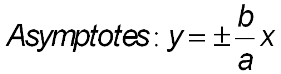 Asymptotes: y = ± b/a x